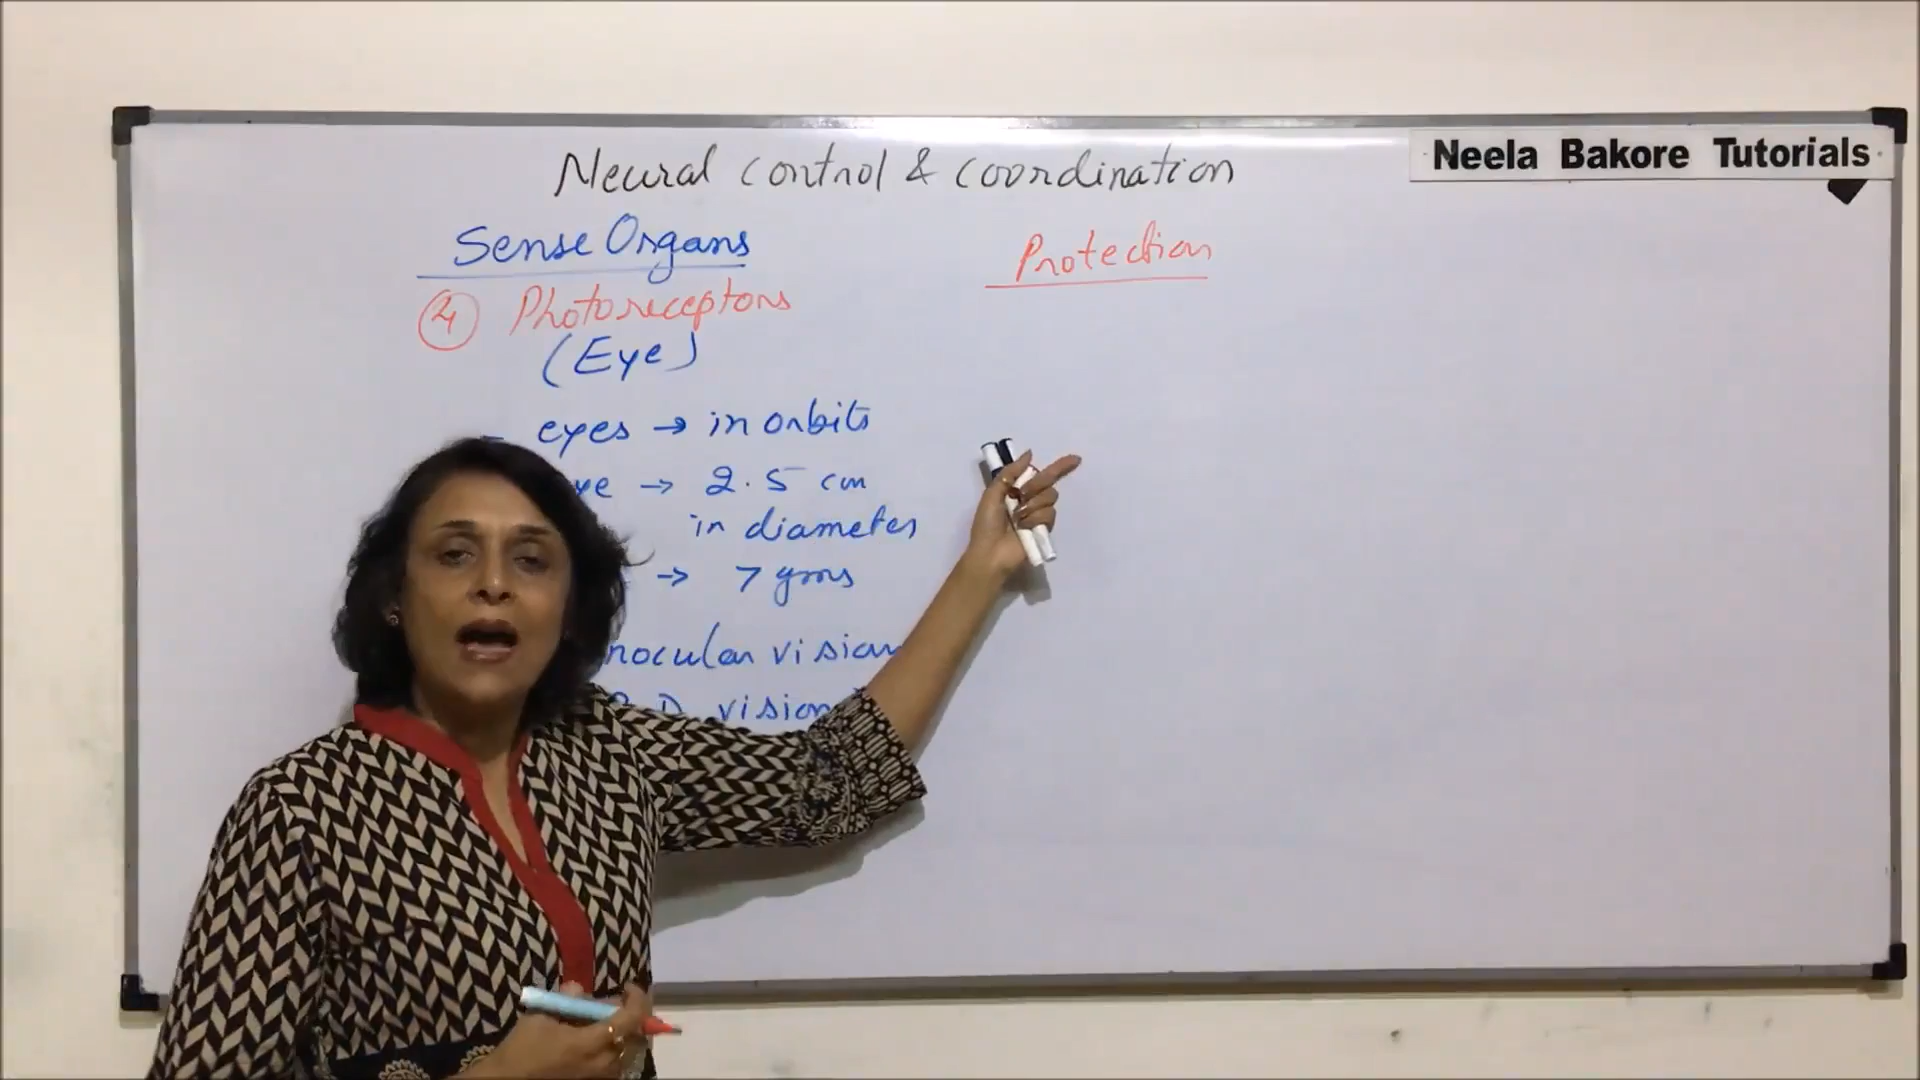 Neela Bakore Tutorials
Neural control & coordination
Sense Organs
4 Photoreceptors
(Eye)
eyes → in orbits
→ 2.5 cm
in diameter
→ 7 gms
vision
vision
Protection